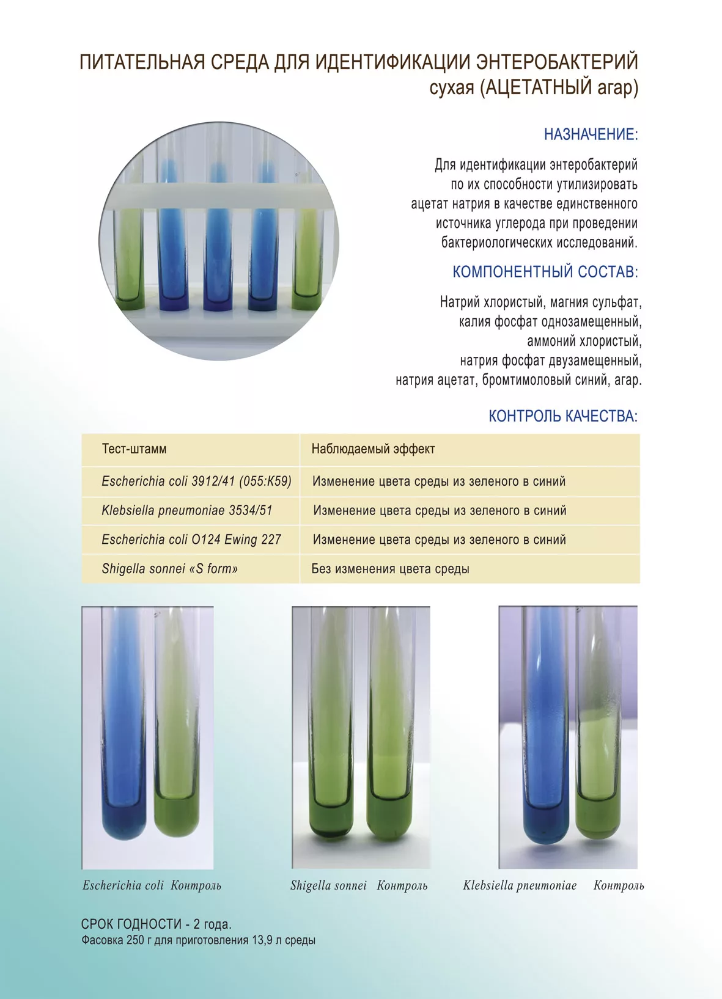 ПИТАТЕЛЬНАЯ СРЕДА ДЛЯ ИДЕНТИФИКАЦИИ ЭНТЕРОБАКТЕРИЙ
сухая (АЦЕТАТНЫЙ агар)
НАЗНАЧЕНИЕ:
Для идентификации энтеробактерий
по их способности утилизировать
ацетат натрия в качестве единственного
источника углерода при проведении
бактериологических исследований.
КОМПОНЕНТНЫЙ СОСТАВ:
Натрий хлористый, магния сульфат,
калия фосфат однозамещенный,
аммоний хлористый,
натрия фосфат двузамещенный,
натрия ацетат, бромтимоловый синий, агар.
КОНТРОЛЬ КАЧЕСТВА:
Тест-штамм Наблюдаемый эффект
Escherichia coli 3912/41 (055:K59) Изменение цвета среды из зеленого в синий
Klebsiella pneumoniae 3534/51 Изменение цвета среды из зеленого в синий
Escherichia coli O124 Ewing 227 Изменение цвета среды из зеленого в синий
Shigella sonnei «S form» Без изменения цвета среды
Escherichia coli Контроль Shigella sonnei Контроль Klebsiella pneumoniae Контроль
СРОК ГОДНОСТИ - 2 года.
Фасовка 250 г для приготовления 13,9 л среды